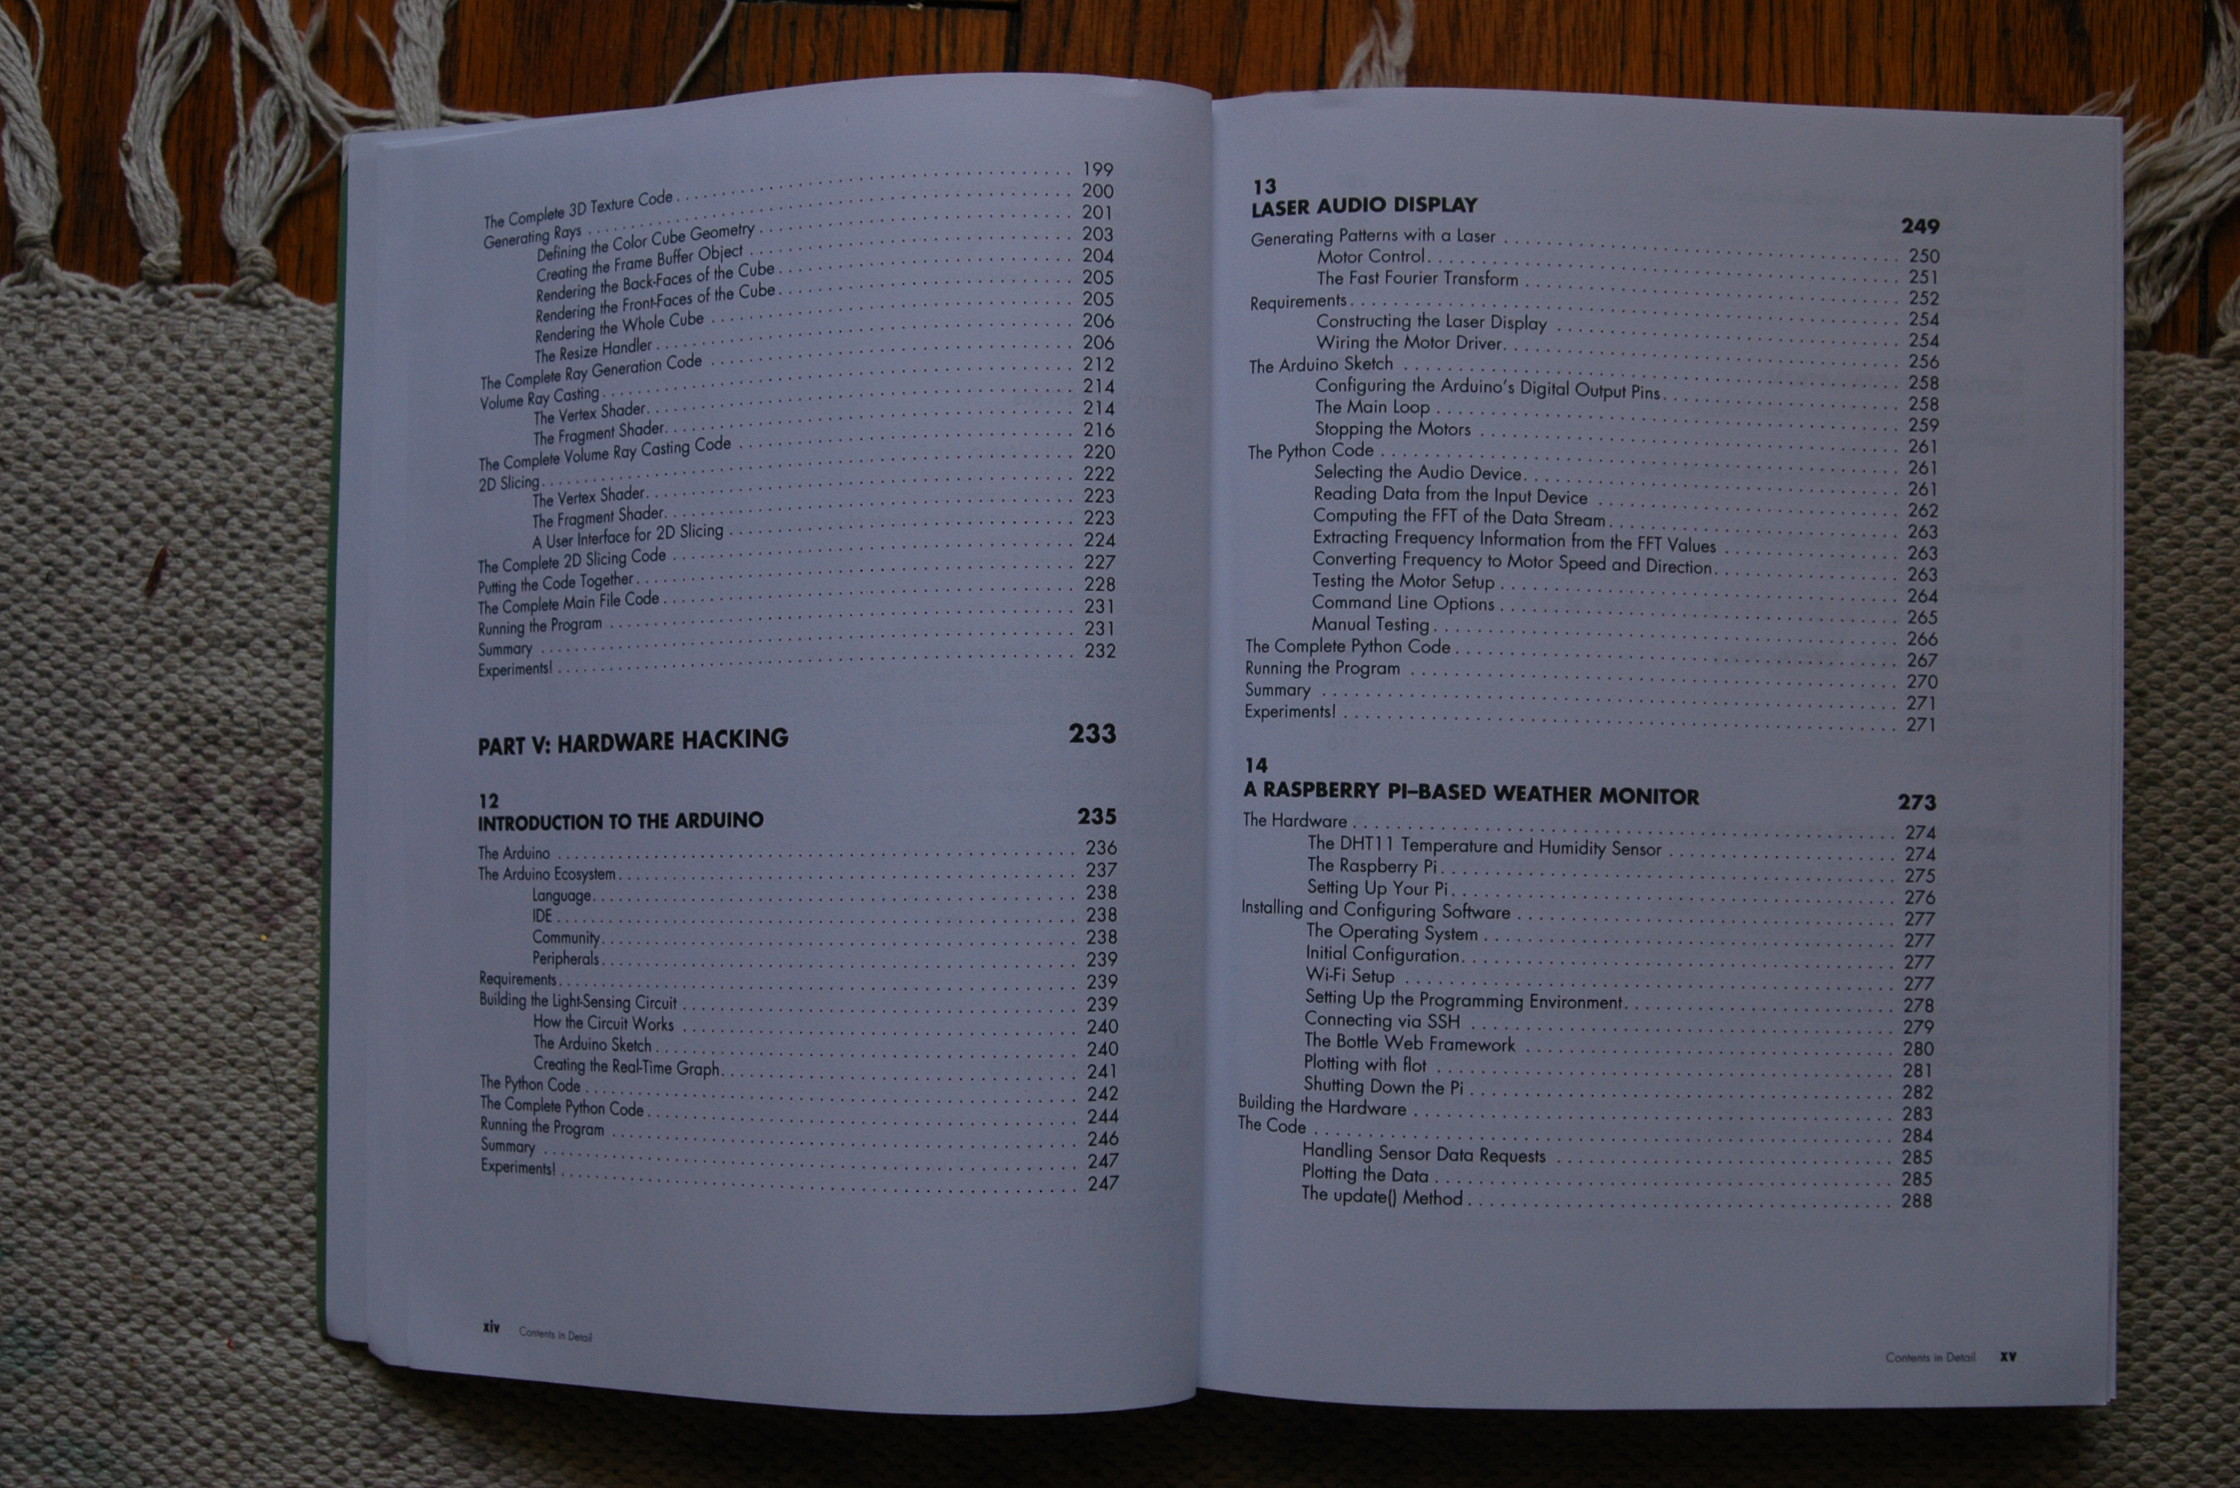 The Complete 3D Texture Code . . . . . 199
Generating Rays . . . . . 200
Defining the Color Cube Geometry . . . . . 201
Creating the Frame Buffer Object . . . . . 203
Rendering the Back-Faces of the Cube . . . . . 204
Rendering the Front-Faces of the Cube . . . . . 205
Rendering the Whole Cube . . . . . 205
The Resize Handler . . . . . 206
The Complete Ray Generation Code . . . . . 206
Volume Ray Casting . . . . . 212
The Vertex Shader . . . . . 214
The Fragment Shader . . . . . 214
The Complete Volume Ray Casting Code . . . . . 216
2D Slicing . . . . . 220
The Vertex Shader . . . . . 222
The Fragment Shader . . . . . 223
A User Interface for 2D Slicing . . . . . 223
The Complete 2D Slicing Code . . . . . 224
Putting the Code Together . . . . . 227
The Complete Main File Code . . . . . 228
Running the Program . . . . . 231
Summary . . . . . 231
Experiments! . . . . . 232
PART V: HARDWARE HACKING 233
12
INTRODUCTION TO THE ARDUINO 235
The Arduino . . . . . 236
The Arduino Ecosystem . . . . . 237
Language . . . . . 238
IDE . . . . . 238
Community . . . . . 238
Peripherals . . . . . 239
Requirements . . . . . 239
Building the Light-Sensing Circuit . . . . . 239
How the Circuit Works . . . . . 240
The Arduino Sketch . . . . . 240
Creating the Real-Time Graph . . . . . 241
The Python Code . . . . . 242
The Complete Python Code . . . . . 244
Running the Program . . . . . 246
Summary . . . . . 247
Experiments! . . . . . 247
xiv Contents in Detail
13
LASER AUDIO DISPLAY 249
Generating Patterns with a Laser . . . . . 250
Motor Control . . . . . 251
The Fast Fourier Transform . . . . . 252
Requirements . . . . . 254
Constructing the Laser Display . . . . . 254
Wiring the Motor Driver . . . . . 256
The Arduino Sketch . . . . . 258
Configuring the Arduino's Digital Output Pins . . . . . 258
The Main Loop . . . . . 259
Stopping the Motors . . . . . 261
The Python Code . . . . . 261
Selecting the Audio Device . . . . . 261
Reading Data from the Input Device . . . . . 262
Computing the FFT of the Data Stream . . . . . 263
Extracting Frequency Information from the FFT Values . . . . . 263
Converting Frequency to Motor Speed and Direction . . . . . 263
Testing the Motor Setup . . . . . 264
Command Line Options . . . . . 265
Manual Testing . . . . . 266
The Complete Python Code . . . . . 267
Running the Program . . . . . 270
Summary . . . . . 271
Experiments! . . . . . 271
14
A RASPBERRY PI–BASED WEATHER MONITOR 273
The Hardware . . . . . 274
The DHT11 Temperature and Humidity Sensor . . . . . 274
The Raspberry Pi . . . . . 275
Setting Up Your Pi . . . . . 276
Installing and Configuring Software . . . . . 277
The Operating System . . . . . 277
Initial Configuration . . . . . 277
Wi-Fi Setup . . . . . 277
Setting Up the Programming Environment . . . . . 278
Connecting via SSH . . . . . 279
The Bottle Web Framework . . . . . 280
Plotting with flot . . . . . 281
Shutting Down the Pi . . . . . 282
Building the Hardware . . . . . 283
The Code . . . . . 284
Handling Sensor Data Requests . . . . . 285
Plotting the Data . . . . . 285
The update() Method . . . . . 288
Contents in Detail xv